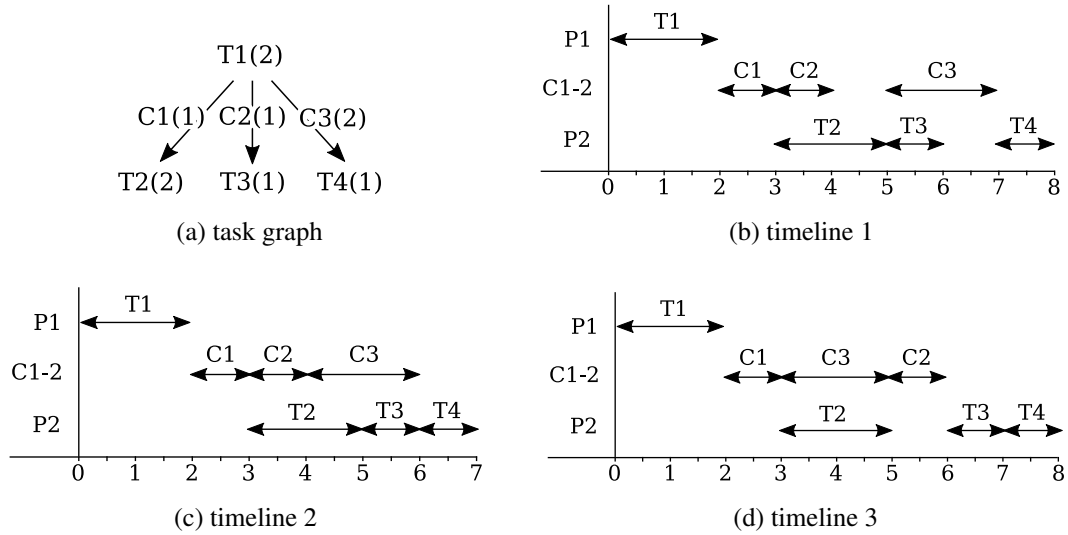 T1(2)
C1(1) C2(1) C3(2)
T2(2) T3(1) T4(1)
(a) task graph
P1 T1
C1-2 C1 C2 C3
P2 T2 T3 T4
0 1 2 3 4 5 6 7 8
(b) timeline 1
P1 T1
C1-2 C1 C2 C3
P2 T2 T3 T4
0 1 2 3 4 5 6 7
(c) timeline 2
P1 T1
C1-2 C1 C3 C2
P2 T2 T3 T4
0 1 2 3 4 5 6 7 8
(d) timeline 3